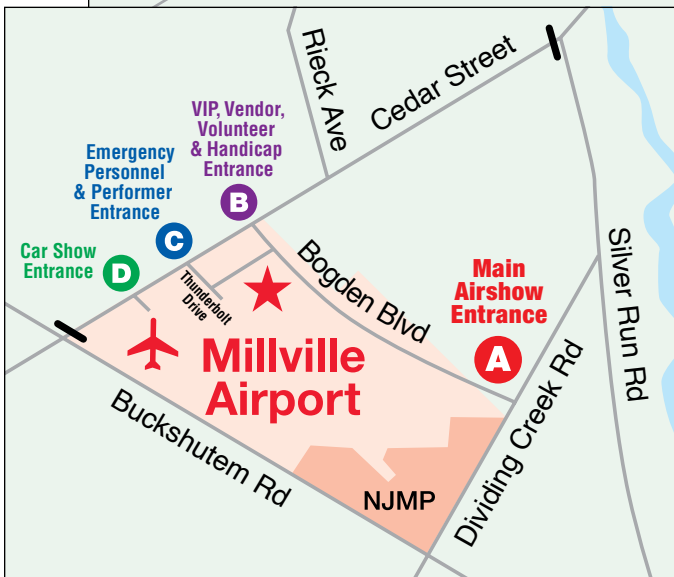 Rieck Ave
Cedar Street
VIP, Vendor,
Volunteer
& Handicap
Entrance
B
Emergency
Personnel
& Performer
Entrance
C
Car Show
Entrance
D
Thunderbolt
Drive
Bogden Blvd
Main
Airshow
Entrance
A
Silver Run Rd
Millville
Airport
Buckshutem Rd
NJMP
Dividing Creek Rd